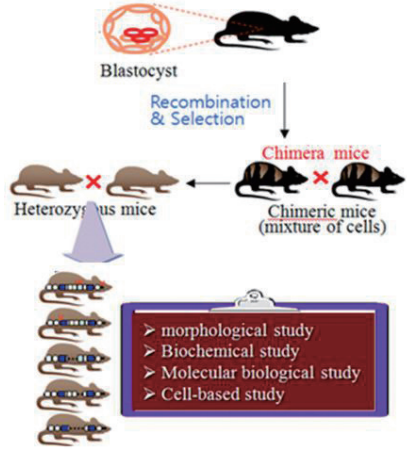 Blastocyst
Recombination
& Selection
Chimera mice
Heterozygous mice
Chimeric mice
(mixture of cells)
➢ morphological study
➢ Biochemical study
➢ Molecular biological study
➢ Cell-based study